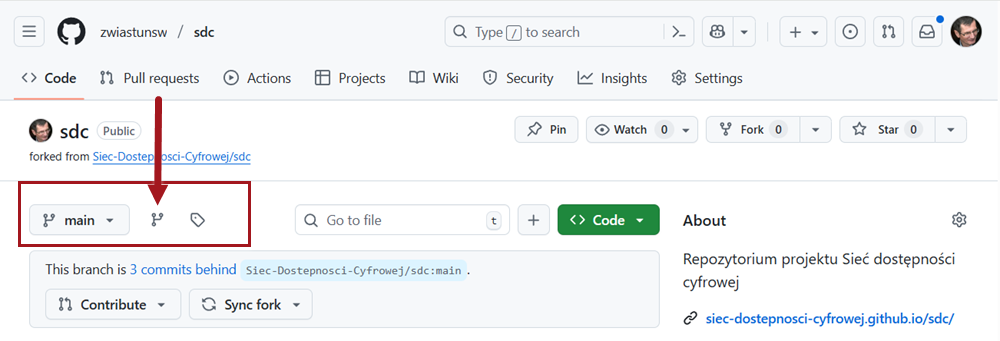 zwiastunsw / sdc
Type / to search
Code Pull requests Actions Projects Wiki Security Insights Settings
sdc Public
Pin Watch 0 Fork 0 Star 0
forked from Siec-Dostepnosci-Cyfrowej/sdc
main
Go to file t
Code
About
This branch is 3 commits behind Siec-Dostepnosci-Cyfrowej/sdc:main .
Contribute Sync fork
Repozytorium projektu Sieć dostępności
cyfrowej
siec-dostepnosci-cyfrowej.github.io/sdc/